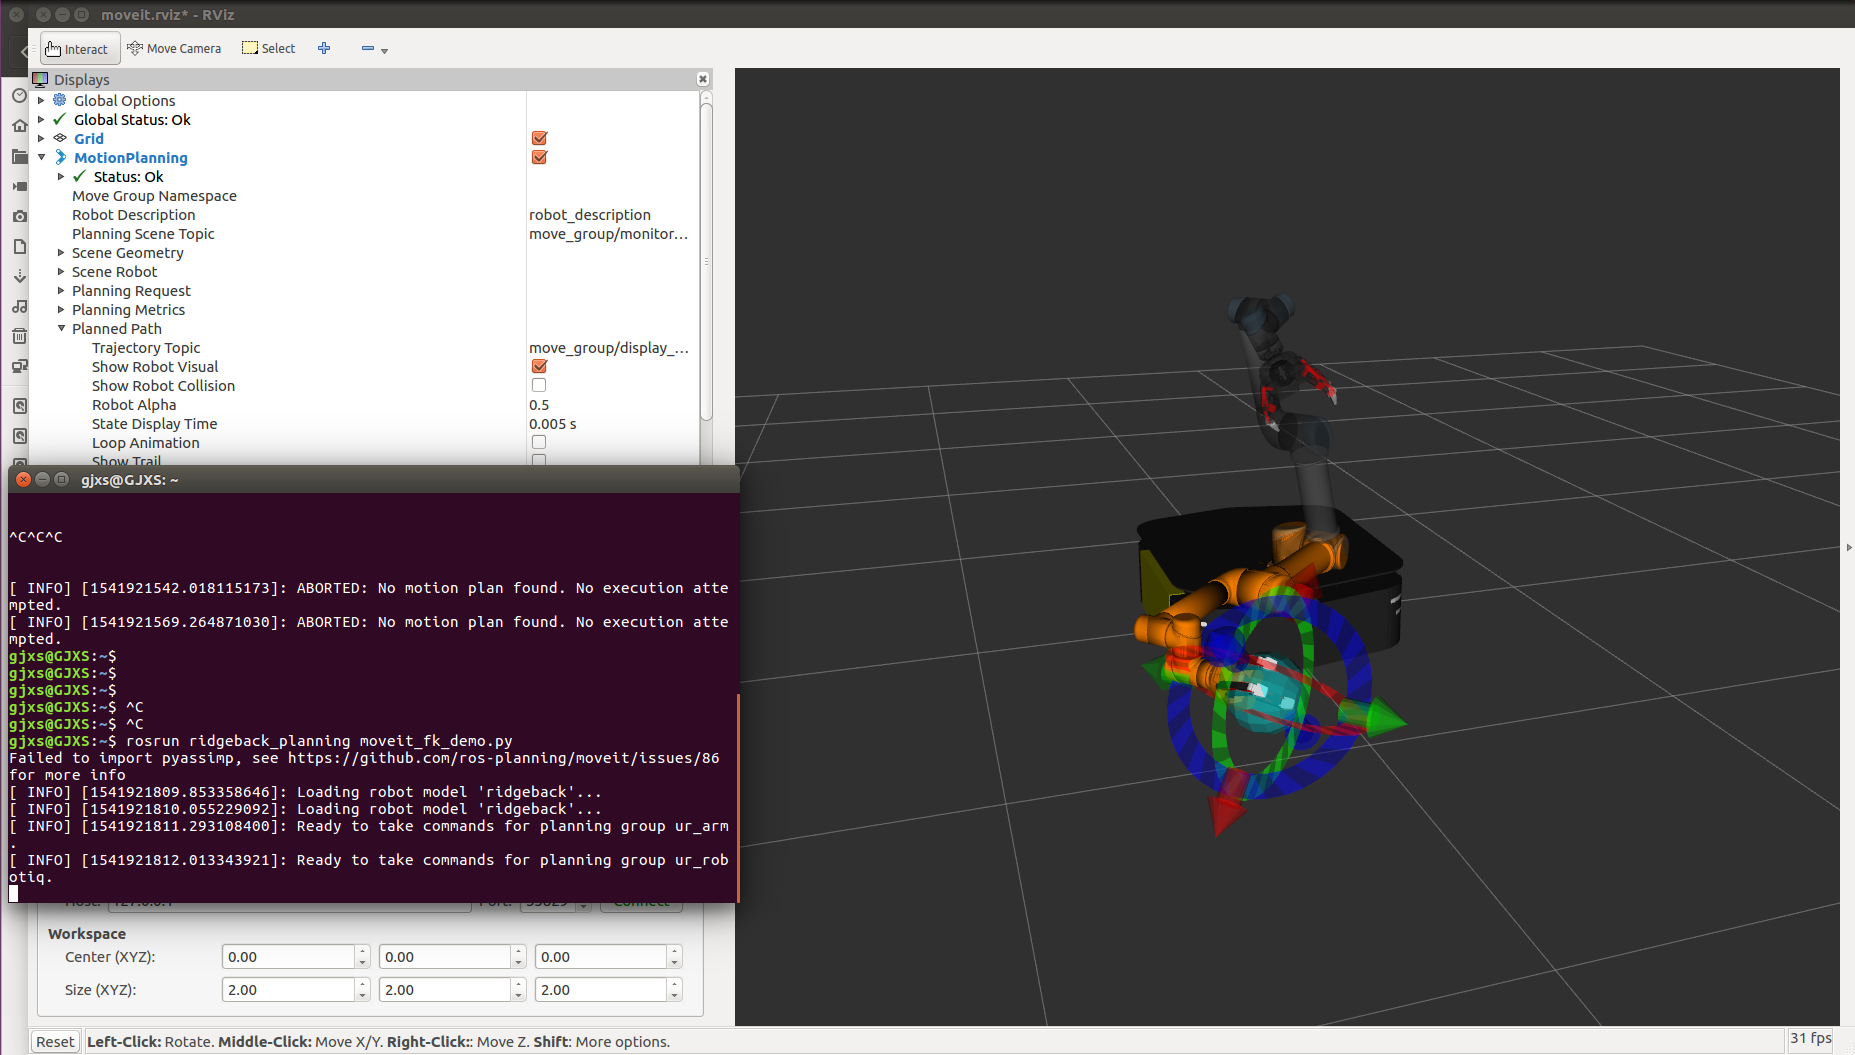 moveit.rviz* - RViz
Interact
Move Camera
Select
Displays
Global Options
Global Status: Ok
Grid
MotionPlanning
Status: Ok
Move Group Namespace
Robot Description robot_description
Planning Scene Topic move_group/monitor...
Scene Geometry
Scene Robot
Planning Request
Planning Metrics
Planned Path
Trajectory Topic move_group/display_...
Show Robot Visual
Show Robot Collision
Robot Alpha 0.5
State Display Time 0.005 s
Loop Animation
Show Trail
gjxs@GJXS: ~
^C^C^C
[ INFO] [1541921542.018115173]: ABORTED: No motion plan found. No execution atte
mpted.
[ INFO] [1541921569.264871030]: ABORTED: No motion plan found. No execution atte
mpted.
gjxs@GJXS:~$
gjxs@GJXS:~$
gjxs@GJXS:~$
gjxs@GJXS:~$ ^C
gjxs@GJXS:~$ ^C
gjxs@GJXS:~$ rosrun ridgeback_planning moveit_fk_demo.py
Failed to import pyassimp, see https://github.com/ros-planning/moveit/issues/86
for more info
[ INFO] [1541921809.853358646]: Loading robot model 'ridgeback'...
[ INFO] [1541921810.055229092]: Loading robot model 'ridgeback'...
[ INFO] [1541921811.293108400]: Ready to take commands for planning group ur_arm
.
[ INFO] [1541921812.013343921]: Ready to take commands for planning group ur_rob
otiq.
Workspace
Center (XYZ): 0.00 0.00 0.00
Size (XYZ): 2.00 2.00 2.00
Reset
Left-Click: Rotate. Middle-Click: Move X/Y. Right-Click:: Move Z. Shift: More options.
31 fps